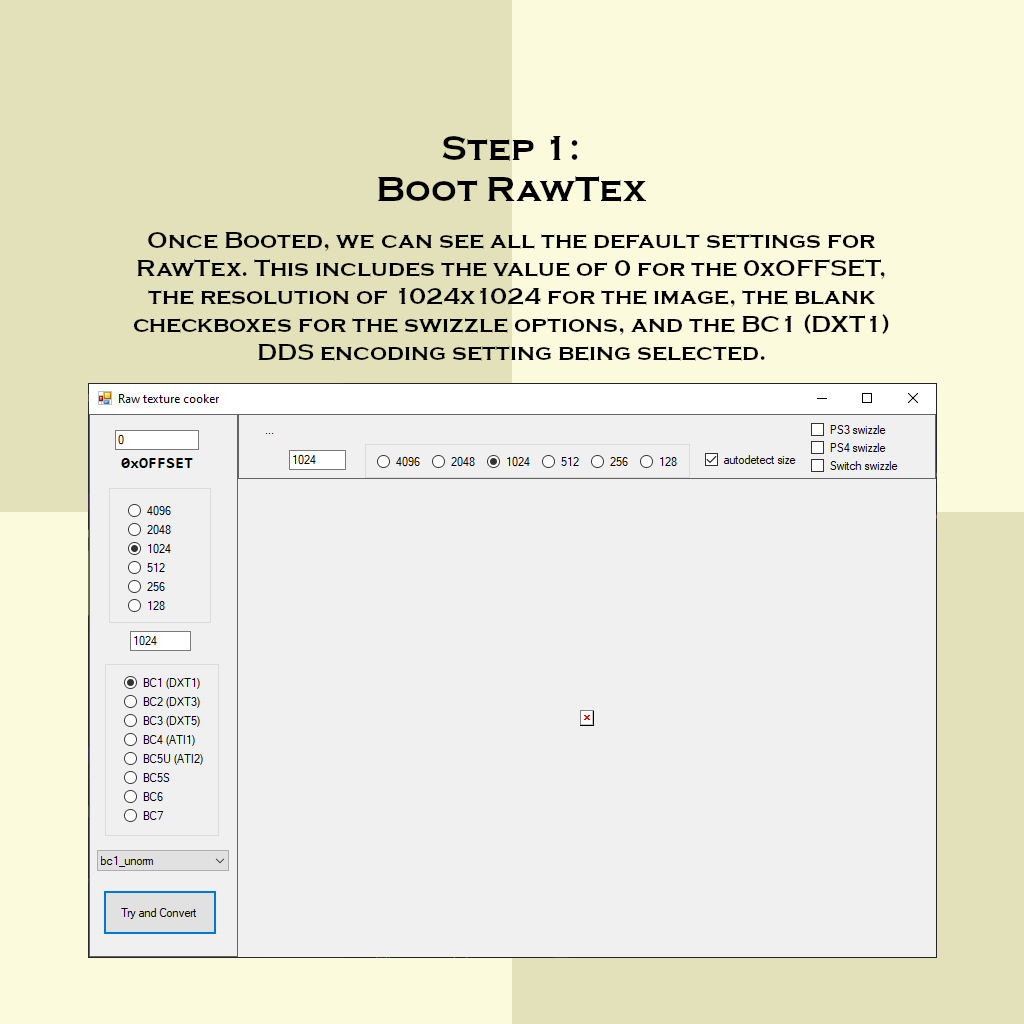 Step 1:
Boot RawTex
Once Booted, we can see all the default settings for
RawTex. This includes the value of 0 for the 0xOFFSET,
the resolution of 1024x1024 for the image, the blank
checkboxes for the swizzle options, and the BC1 (DXT1)
DDS encoding setting being selected.
Raw texture cooker
0
0xOFFSET
4096
2048
1024
512
256
128
1024
BC1 (DXT1)
BC2 (DXT3)
BC3 (DXT5)
BC4 (ATI1)
BC5U (ATI2)
BC5S
BC6
BC7
bc1_unorm
Try and Convert
...
1024
4096 2048 1024 512 256 128
autodetect size
PS3 swizzle
PS4 swizzle
Switch swizzle